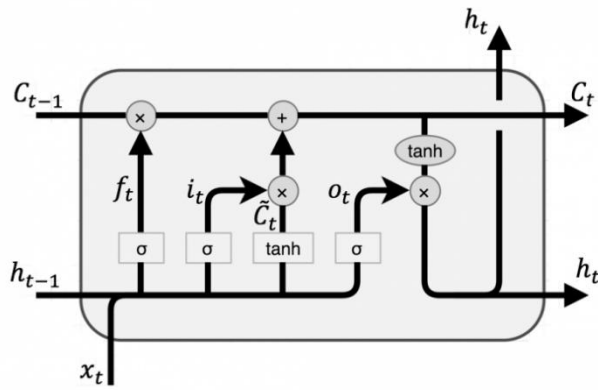 h_t
C_{t-1} × + C_t
tanh
f_t i_t × o_t ×
C̃_t
σ σ tanh σ
h_{t-1} h_t
x_t